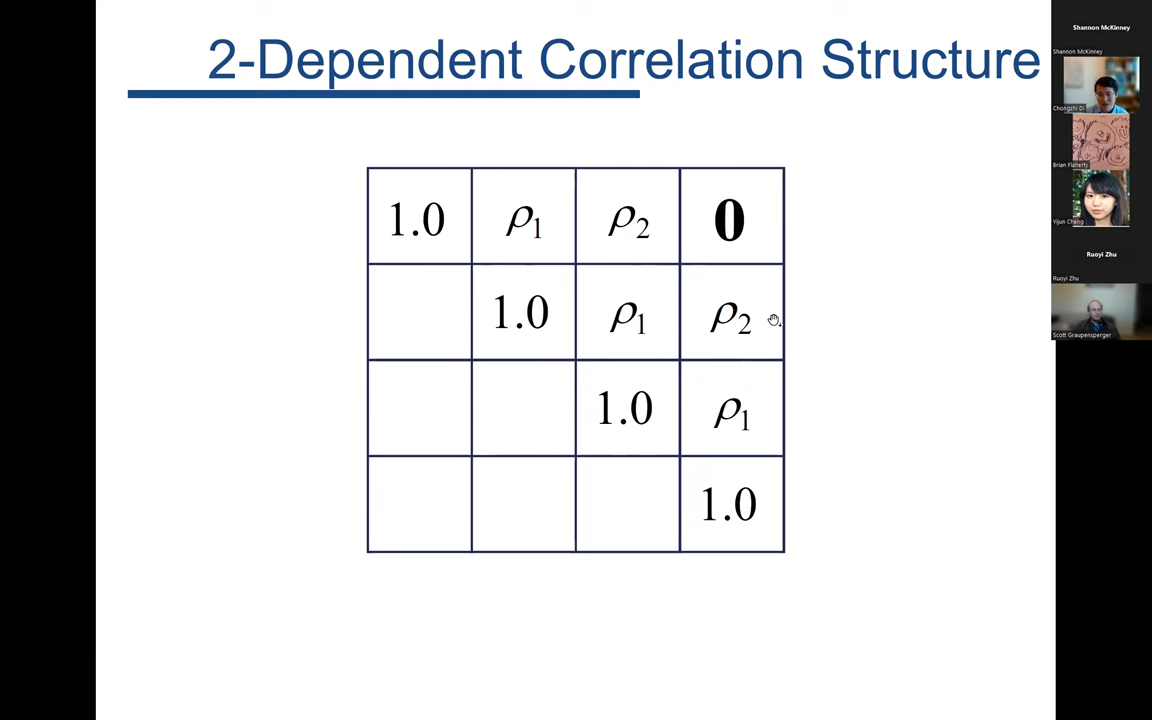 2-Dependent Correlation Structure
1.0 ρ1 ρ2 0
1.0 ρ1 ρ2
1.0 ρ1
1.0
Shannon McKinney
Shannon McKinney
Chongzhi Di
Brian Flaherty
Yijun Cheng
Ruoyi Zhu
Ruoyi Zhu
Scott Graupensperger